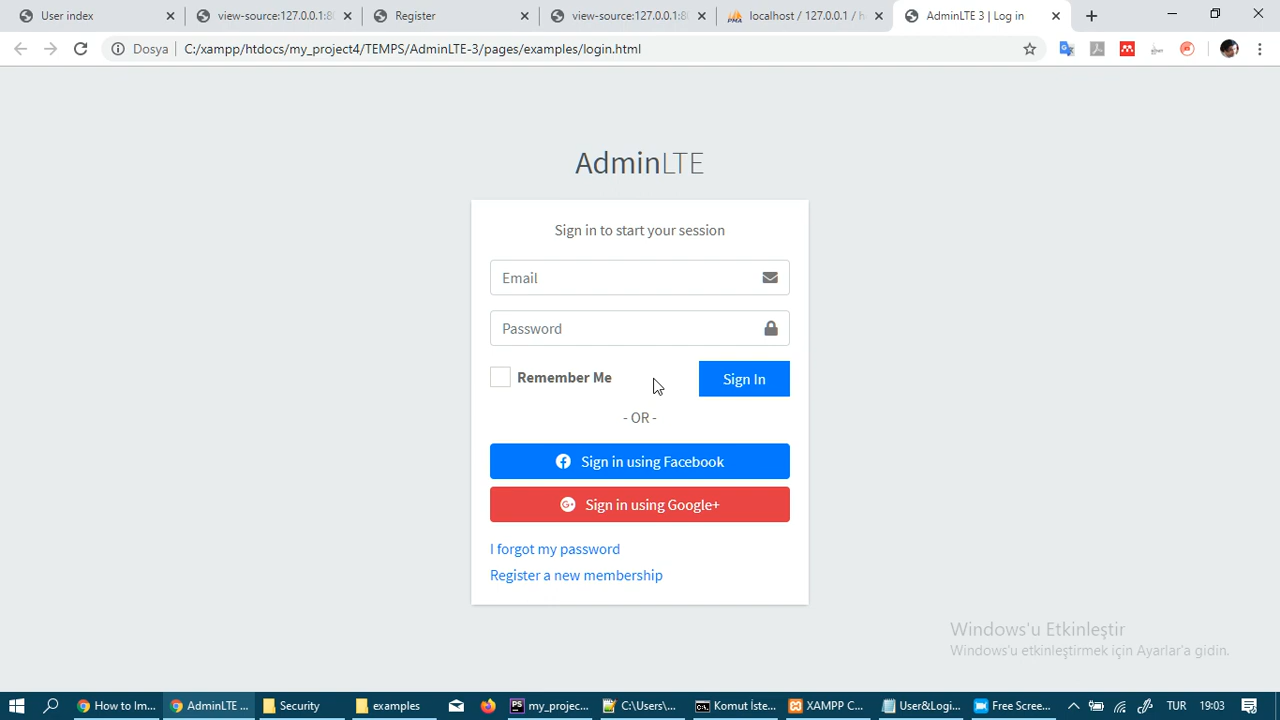 User index
view-source:127.0.0.1:8
Register
view-source:127.0.0.1:8
localhost / 127.0.0.1 / h
AdminLTE 3 | Log in
Dosya
C:/xampp/htdocs/my_project4/TEMPS/AdminLTE-3/pages/examples/login.html
AdminLTE
Sign in to start your session
Email
Password
Remember Me
Sign In
- OR -
Sign in using Facebook
Sign in using Google+
I forgot my password
Register a new membership
Windows'u Etkinleştir
Windows'u etkinleştirmek için Ayarlar'a gidin.
How to Im...
AdminLTE ...
Security
examples
my_projec...
C:\Users\...
Komut İste...
XAMPP C...
User&Logi...
Free Scree...
TUR
19:03